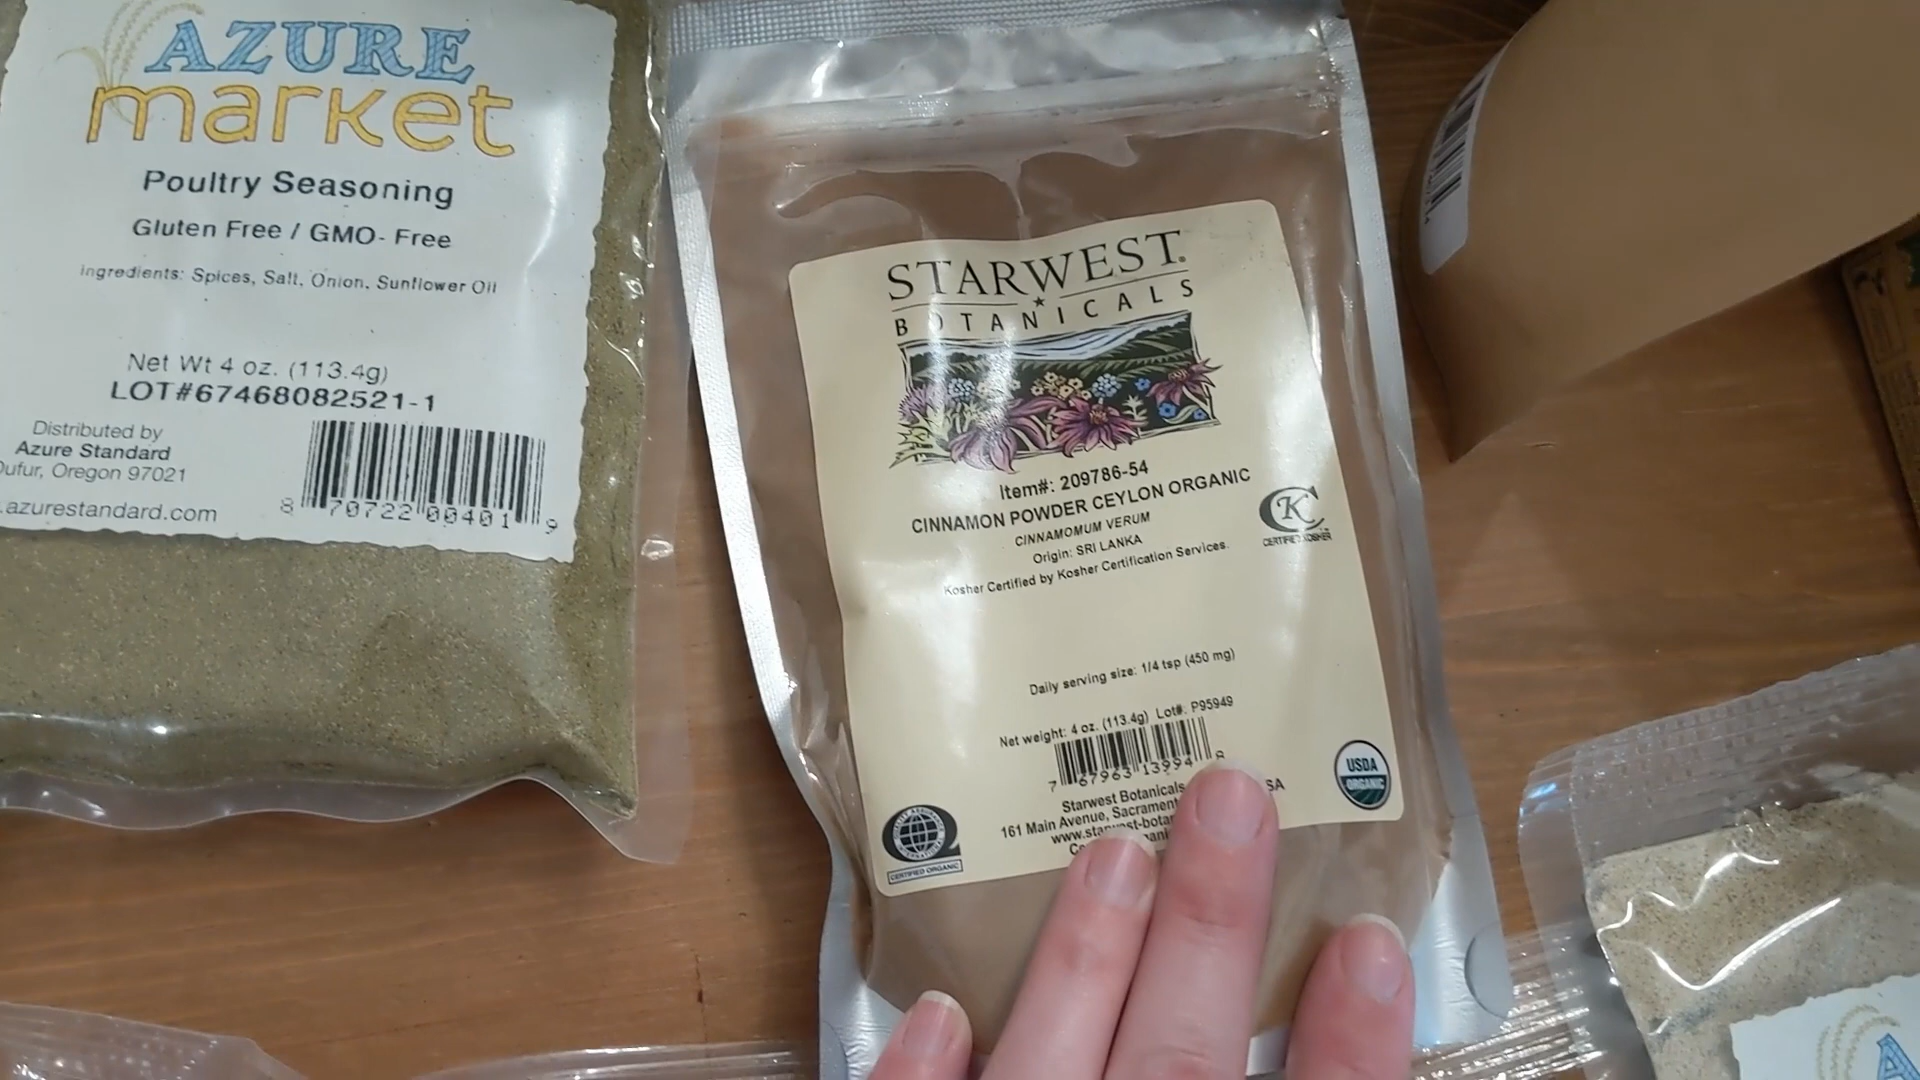 AZURE
market
Poultry Seasoning
Gluten Free / GMO- Free
Ingredients: Spices, Salt, Onion, Sunflower Oil
Net Wt 4 oz. (113.4g)
LOT#67468082521-1
Distributed by
Azure Standard
Dufur, Oregon 97021
.azurestandard.com
8 70722 00401 9
STARWEST
BOTANICALS
Item#: 209786-54
CINNAMON POWDER CEYLON ORGANIC
CINNAMOMUM VERUM
Origin: SRI LANKA
Kosher Certified by Kosher Certification Services.
CK
CERTIFIED KOSHER
Daily serving size: 1/4 tsp (450 mg)
Net weight: 4 oz. (113.4g) Lot#: P95949
7 67963 13994 8
Starwest Botanicals
161 Main Avenue,
USDA
ORGANIC
CERTIFIED ORGANIC